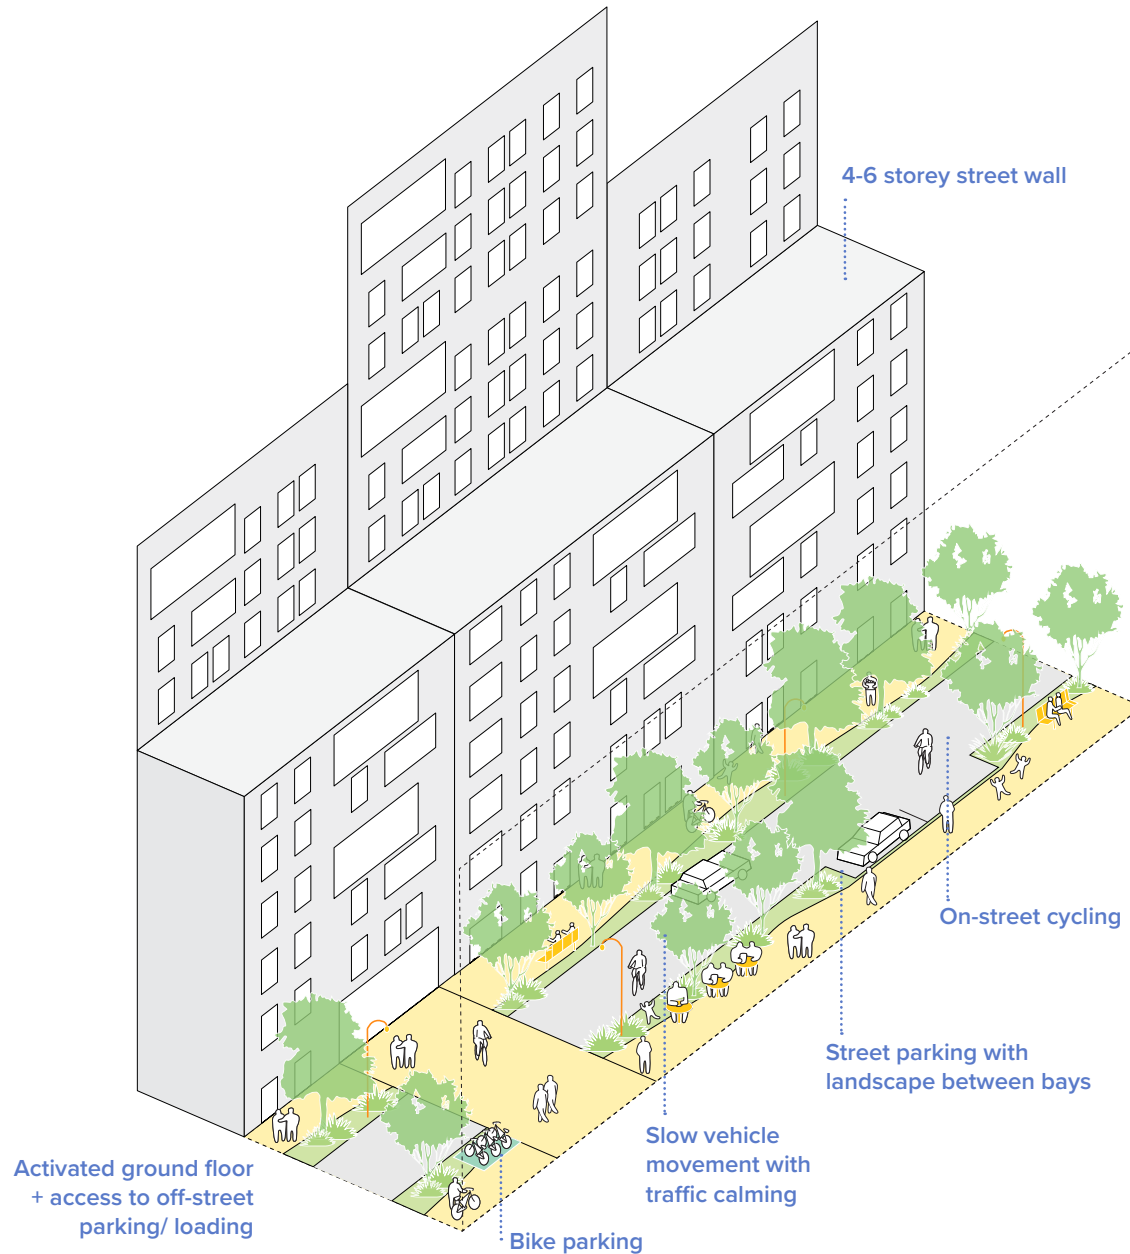 4-6 storey street wall
On-street cycling
Street parking with
landscape between bays
Slow vehicle
movement with
traffic calming
Activated ground floor
+ access to off-street
parking/ loading
Bike parking